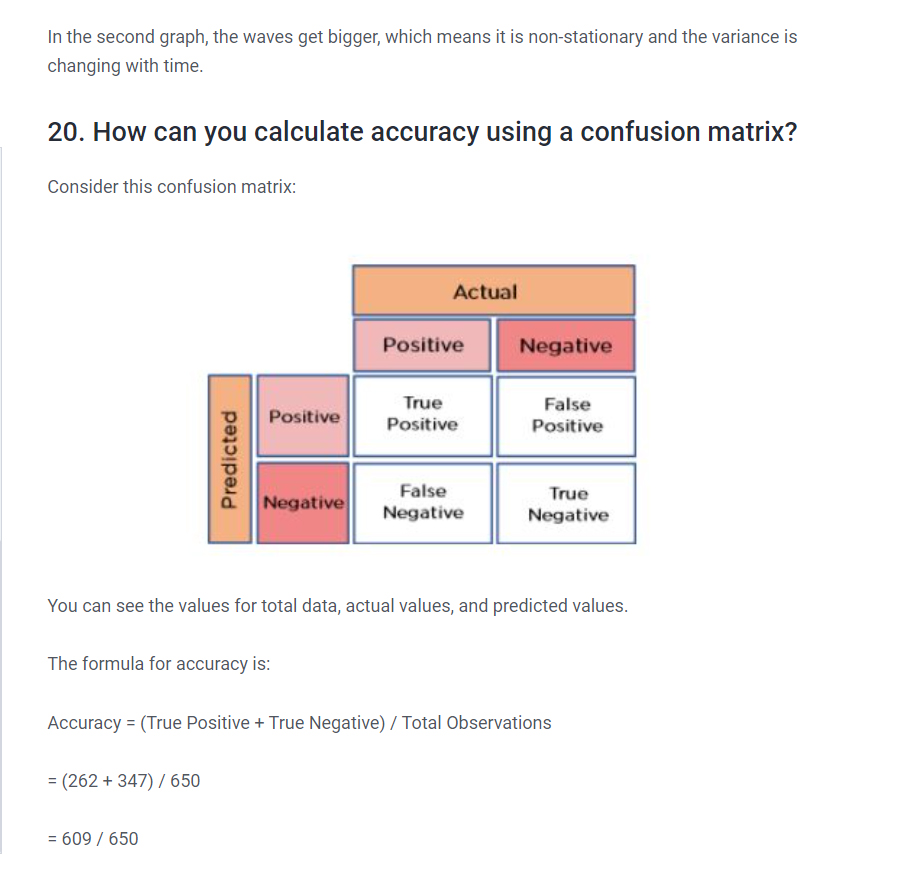 In the second graph, the waves get bigger, which means it is non-stationary and the variance is
changing with time.
20. How can you calculate accuracy using a confusion matrix?
Consider this confusion matrix:
Actual
Positive
Negative
Predicted
Positive
True
Positive
False
Positive
Negative
False
Negative
True
Negative
You can see the values for total data, actual values, and predicted values.
The formula for accuracy is:
Accuracy = (True Positive + True Negative) / Total Observations
= (262 + 347) / 650
= 609 / 650